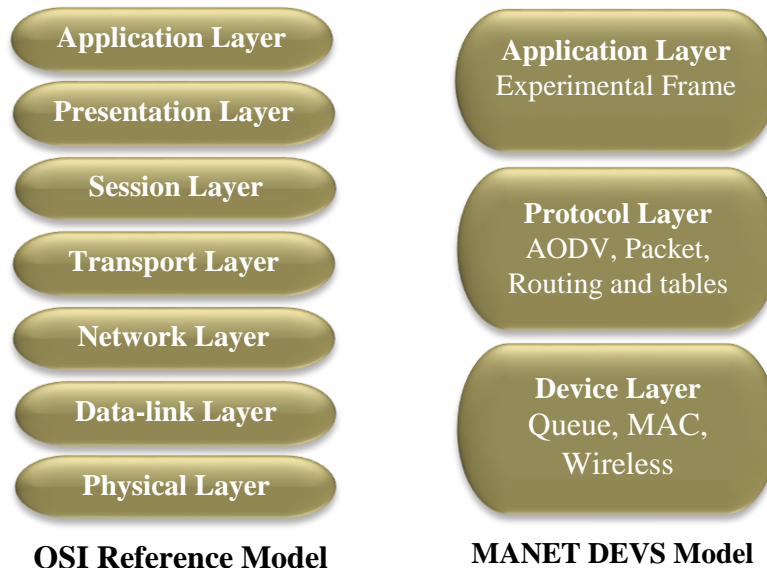 Application Layer
Presentation Layer
Session Layer
Transport Layer
Network Layer
Data-link Layer
Physical Layer
OSI Reference Model
Application Layer
Experimental Frame
Protocol Layer
AODV, Packet,
Routing and tables
Device Layer
Queue, MAC,
Wireless
MANET DEVS Model